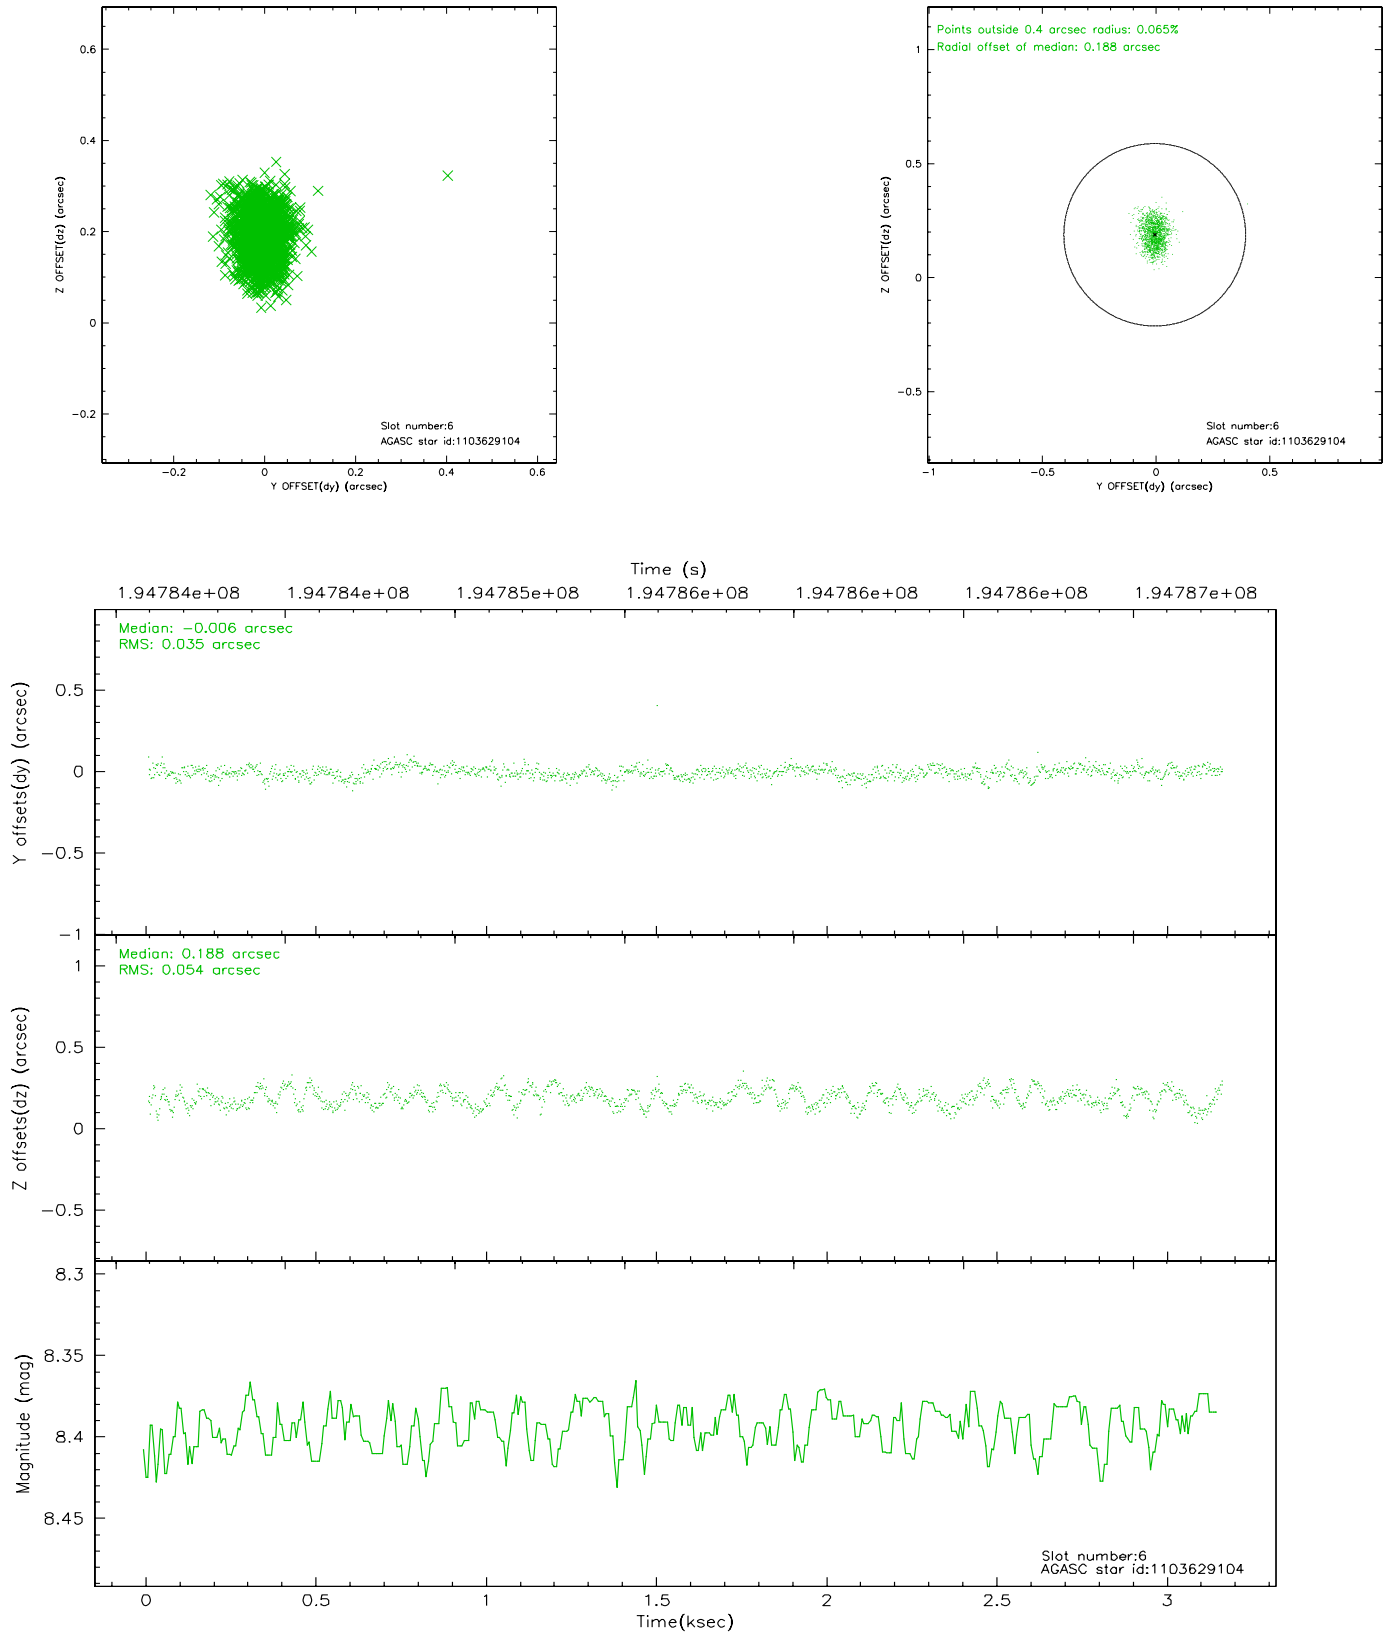 0.6
0.4
0.2
0
−0.2
Z OFFSET(dz) (arcsec)
Slot number:6
AGASC star id:1103629104
−0.2 0 0.2 0.4 0.6
Y OFFSET(dy) (arcsec)
Points outside 0.4 arcsec radius: 0.065%
Radial offset of median: 0.188 arcsec
1
0.5
0
−0.5
Z OFFSET(dz) (arcsec)
Slot number:6
AGASC star id:1103629104
−1 −0.5 0 0.5
Y OFFSET(dy) (arcsec)
Time (s)
1.94784e+08 1.94784e+08 1.94785e+08 1.94786e+08 1.94786e+08 1.94786e+08 1.94787e+08
Median: −0.006 arcsec
RMS: 0.035 arcsec
0.5
0
−0.5
−1
Y offsets(dy) (arcsec)
Median: 0.188 arcsec
RMS: 0.054 arcsec
1
0.5
0
−0.5
Z offsets(dz) (arcsec)
8.3
8.35
8.4
8.45
Magnitude (mag)
Slot number:6
AGASC star id:1103629104
0 0.5 1 1.5 2 2.5 3
Time(ksec)